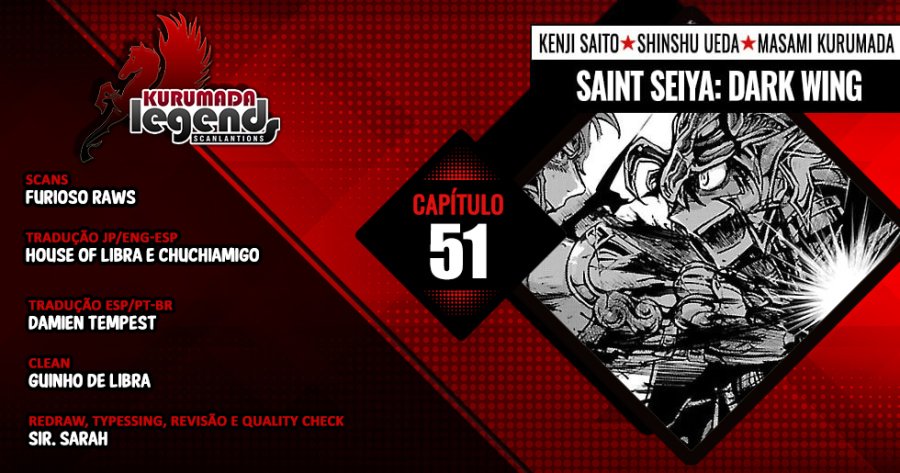 KURUMADA
legends
SCANLANTIONS
SCANS
FURIOSO RAWS
TRADUÇÃO JP/ENG-ESP
HOUSE OF LIBRA E CHUCHIAMIGO
TRADUÇÃO ESP/PT-BR
DAMIEN TEMPEST
CLEAN
GUINHO DE LIBRA
REDRAW, TYPESSING, REVISÃO E QUALITY CHECK
SIR. SARAH
CAPÍTULO
51
KENJI SAITO★SHINSHU UEDA★MASAMI KURUMADA
SAINT SEIYA: DARK WING